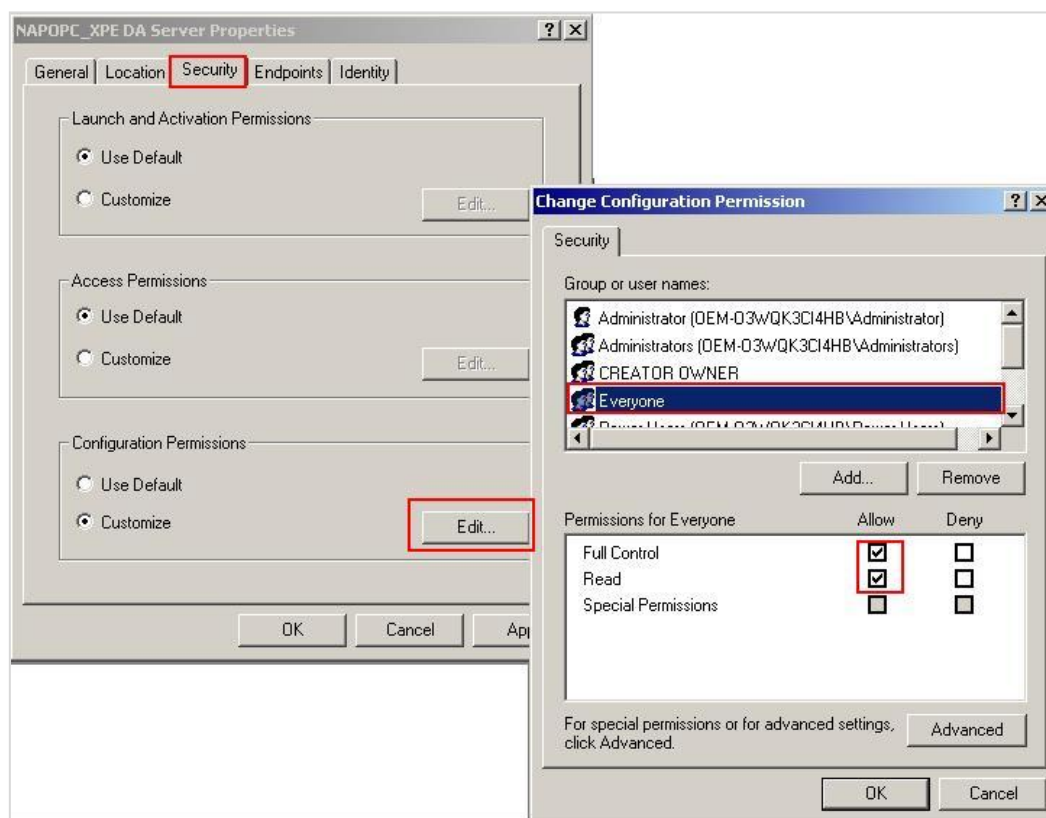 NAPOPC_XPE DA Server Properties
General Location Security Endpoints Identity
Launch and Activation Permissions
Use Default
Customize
Edit...
Access Permissions
Use Default
Customize
Edit...
Configuration Permissions
Use Default
Customize
Edit...
OK Cancel
Change Configuration Permission
Security
Group or user names:
Administrator (OEM-O3WQK3CI4HB\Administrator)
Administrators (OEM-O3WQK3CI4HB\Administrators)
CREATOR OWNER
Everyone
Add... Remove
Permissions for Everyone Allow Deny
Full Control
Read
Special Permissions
For special permissions or for advanced settings,
click Advanced.
Advanced
OK Cancel